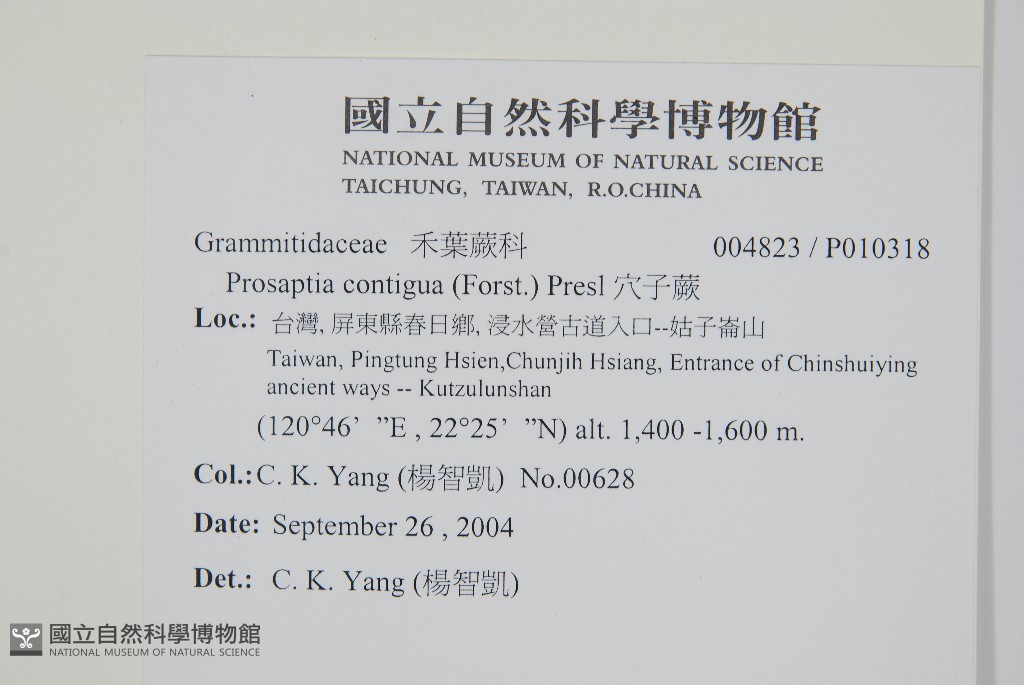 國立自然科學博物館
NATIONAL MUSEUM OF NATURAL SCIENCE
TAICHUNG, TAIWAN, R.O.CHINA
Grammitidaceae 禾葉蕨科 004823 / P010318
Prosaptia contigua (Forst.) Presl 穴子蕨
Loc.: 台灣, 屏東縣春日鄉, 浸水營古道入口--姑子崙山
Taiwan, Pingtung Hsien,Chunjih Hsiang, Entrance of Chinshuiying
ancient ways -- Kutzulunshan
(120°46’ ”E , 22°25’ ”N) alt. 1,400 -1,600 m.
Col.: C. K. Yang (楊智凱) No.00628
Date: September 26 , 2004
Det.: C. K. Yang (楊智凱)
國立自然科學博物館
NATIONAL MUSEUM OF NATURAL SCIENCE